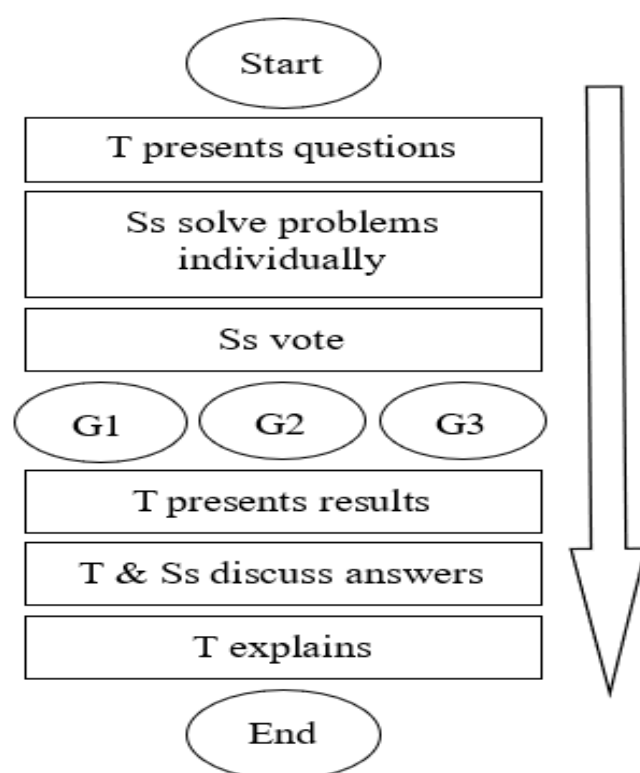 Start
T presents questions
Ss solve problems
individually
Ss vote
G1 G2 G3
T presents results
T & Ss discuss answers
T explains
End